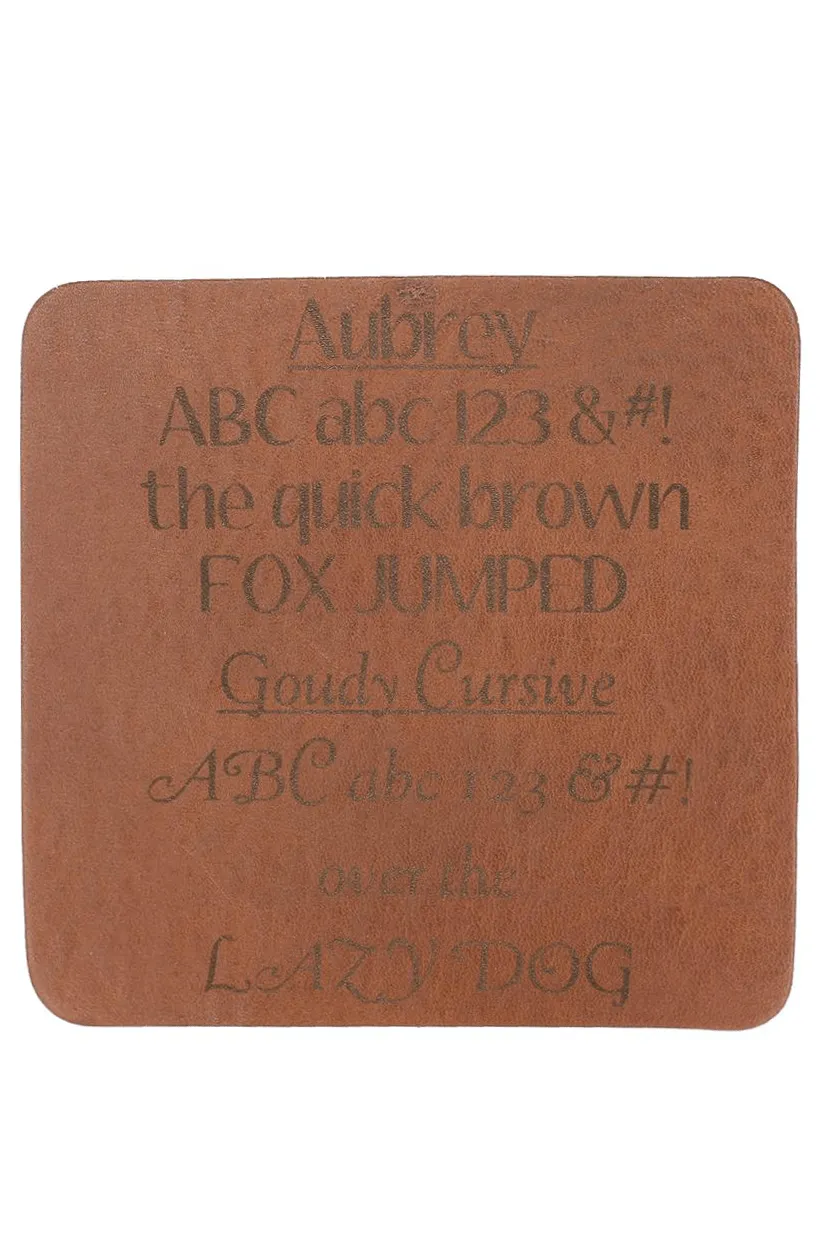 Aubrey
ABC abc 123 &#!
the quick brown
FOX JUMPED
Goudy Cursive
ABC abc 123 &#!
over the
LAZY DOG